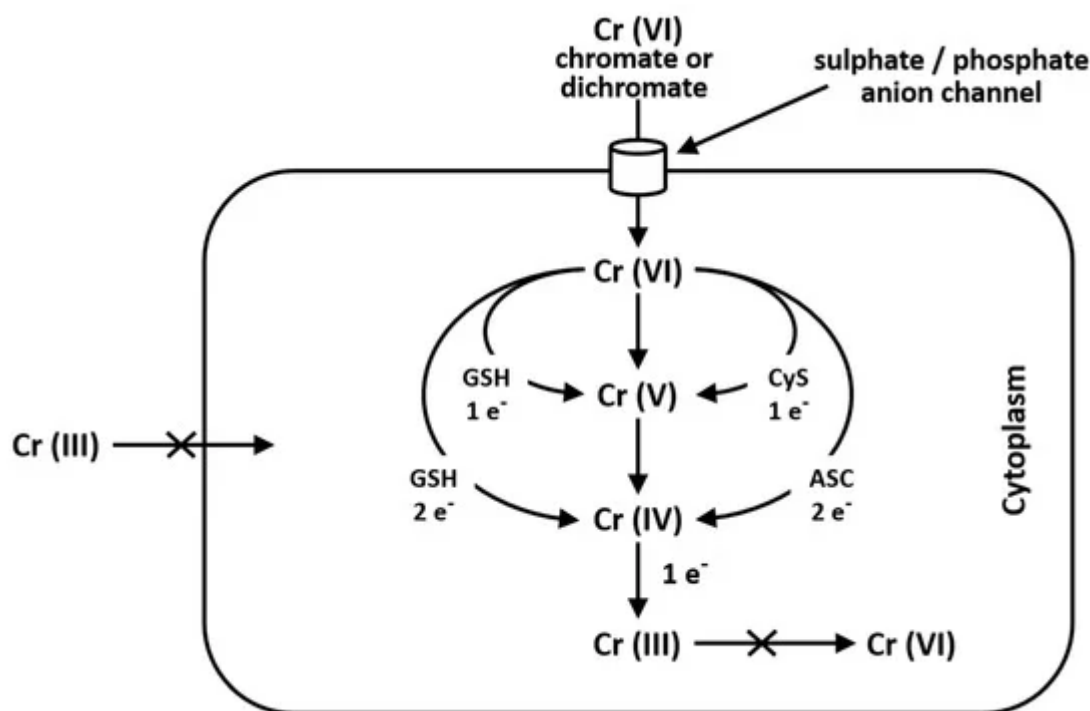 Cr (VI)
chromate or
dichromate
sulphate / phosphate
anion channel
Cr (VI)
GSH
1 e⁻
Cr (V)
CyS
1 e⁻
Cr (III)
GSH
2 e⁻
Cr (IV)
ASC
2 e⁻
Cytoplasm
1 e⁻
Cr (III)
Cr (VI)